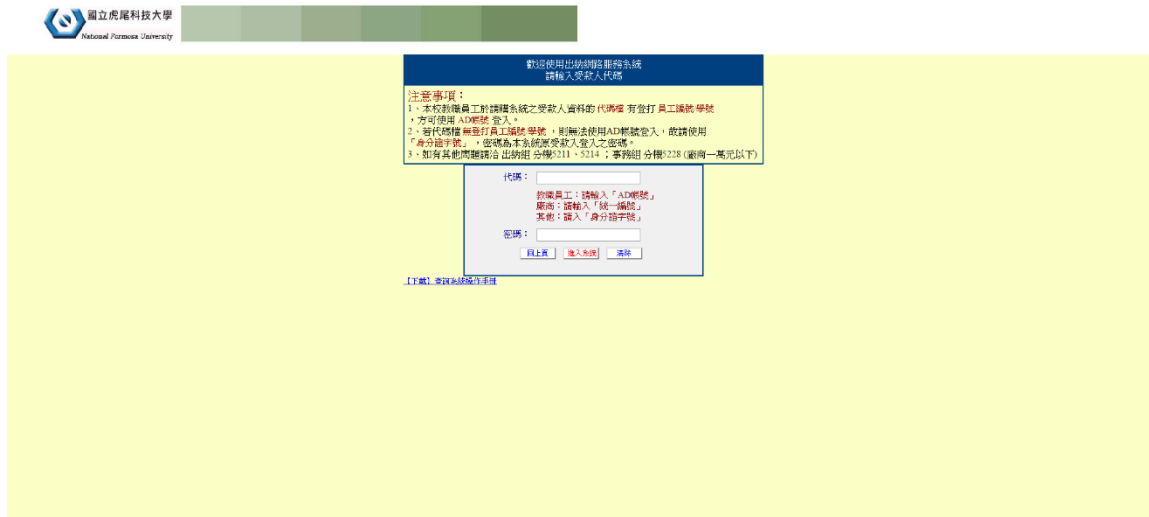 國立虎尾科技大學
National Formosa University
歡迎使用出納網路服務系統
請輸入受款人代碼
注意事項：
1、本校教職員工於請購系統之受款人資料的 代碼檔 有登打 員工編號/學號
，方可使用 AD帳號 登入。
2、若代碼檔 無登打員工編號/學號 ，則無法使用AD帳號登入，故請使用
「身分證字號」 ，密碼為本系統原受款人登入之密碼。
3、如有其他問題請洽 出納組 分機5211、5214 ；事務組 分機5228 (廠商一萬元以下)
代碼：
教職員工：請輸入「AD帳號」
廠商：請輸入「統一編號」
其他：請入「身分證字號」
密碼：
回上頁 進入系統 清除
【下載】查詢系統操作手冊